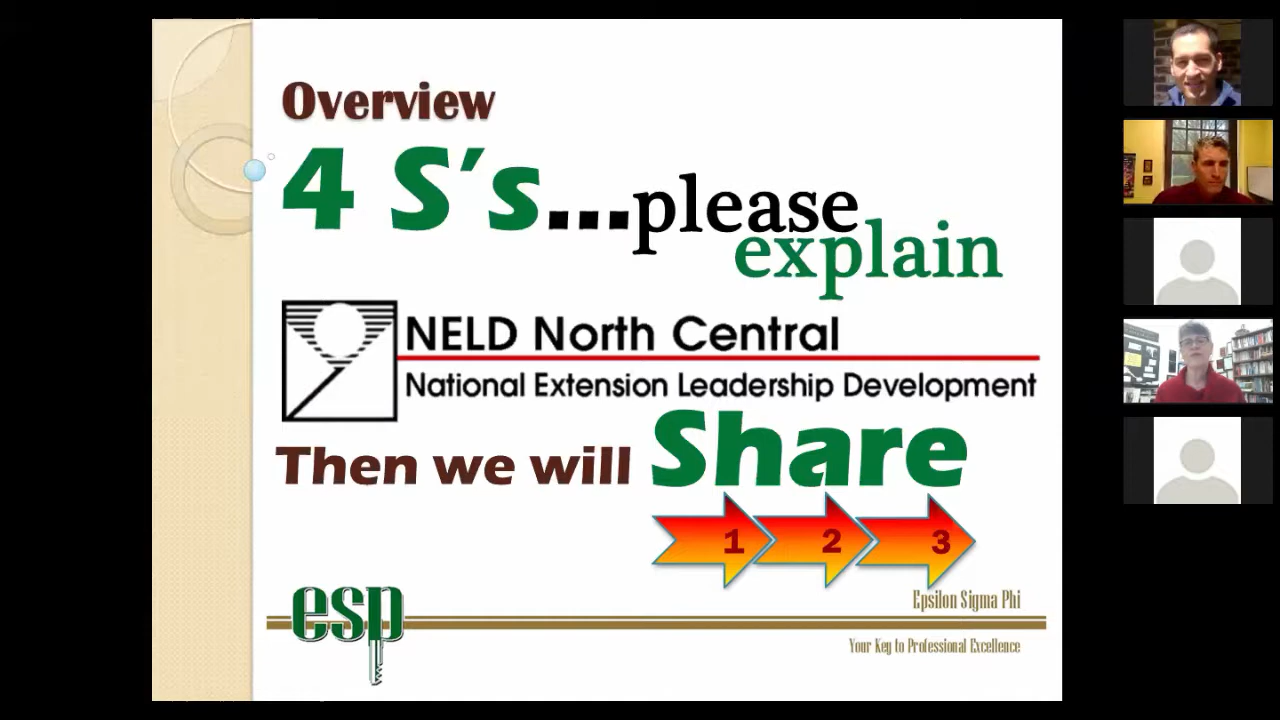 Overview
4 S's...please
explain
NELD North Central
National Extension Leadership Development
Then we will Share
1 2 3
esp
Epsilon Sigma Phi
Your Key to Professional Excellence